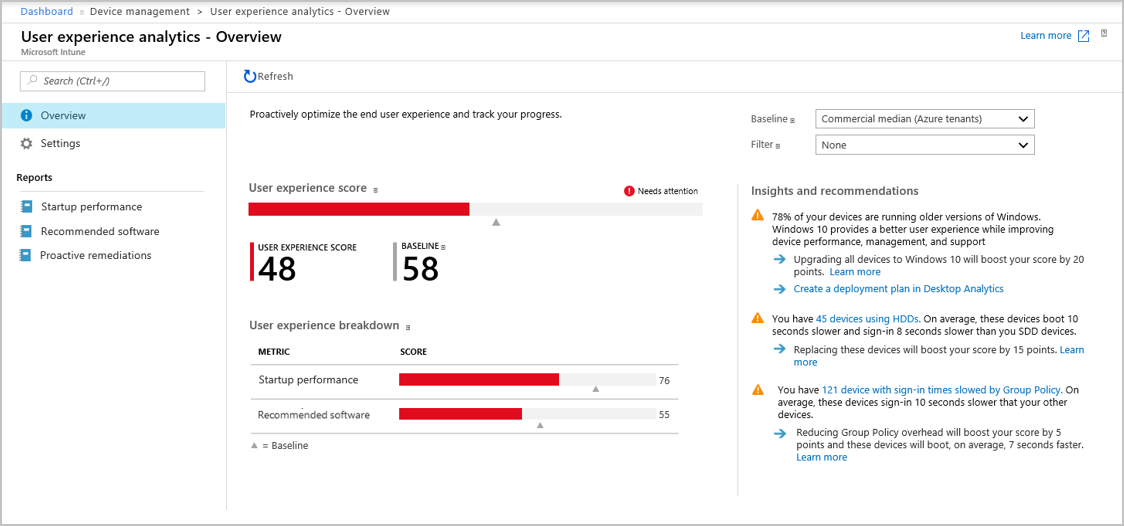 Dashboard Device management > User experience analytics - Overview
User experience analytics - Overview
Microsoft Intune
Learn more
Search (Ctrl+/)
Overview
Settings
Reports
Startup performance
Recommended software
Proactive remediations
Refresh
Proactively optimize the end user experience and track your progress.
Baseline
Commercial median (Azure tenants)
Filter
None
User experience score
Needs attention
USER EXPERIENCE SCORE
48
BASELINE
58
User experience breakdown
METRIC SCORE
Startup performance 76
Recommended software 55
▲ = Baseline
Insights and recommendations
78% of your devices are running older versions of Windows.
Windows 10 provides a better user experience while improving
device performance, management, and support
Upgrading all devices to Windows 10 will boost your score by 20
points. Learn more
Create a deployment plan in Desktop Analytics
You have 45 devices using HDDs. On average, these devices boot 10
seconds slower and sign-in 8 seconds slower than you SDD devices.
Replacing these devices will boost your score by 15 points. Learn
more
You have 121 device with sign-in times slowed by Group Policy. On
average, these devices sign-in 10 seconds slower that your other
devices.
Reducing Group Policy overhead will boost your score by 5
points and these devices will boot, on average, 7 seconds faster.
Learn more